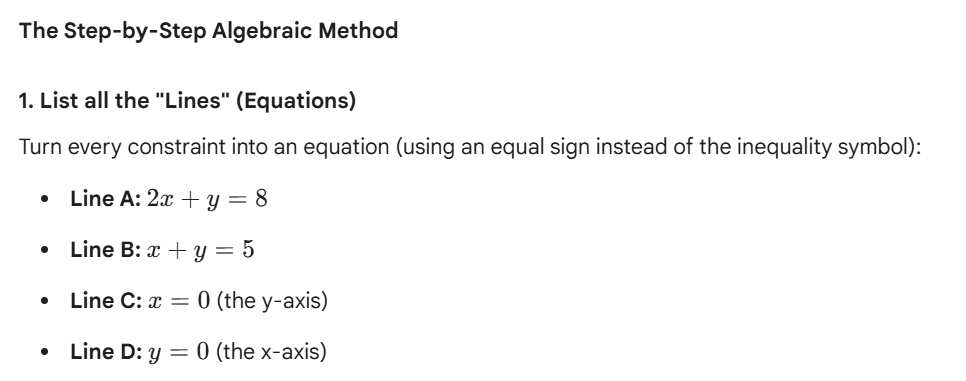 The Step-by-Step Algebraic Method
1. List all the "Lines" (Equations)
Turn every constraint into an equation (using an equal sign instead of the inequality symbol):
• Line A: 2x + y = 8
• Line B: x + y = 5
• Line C: x = 0 (the y-axis)
• Line D: y = 0 (the x-axis)